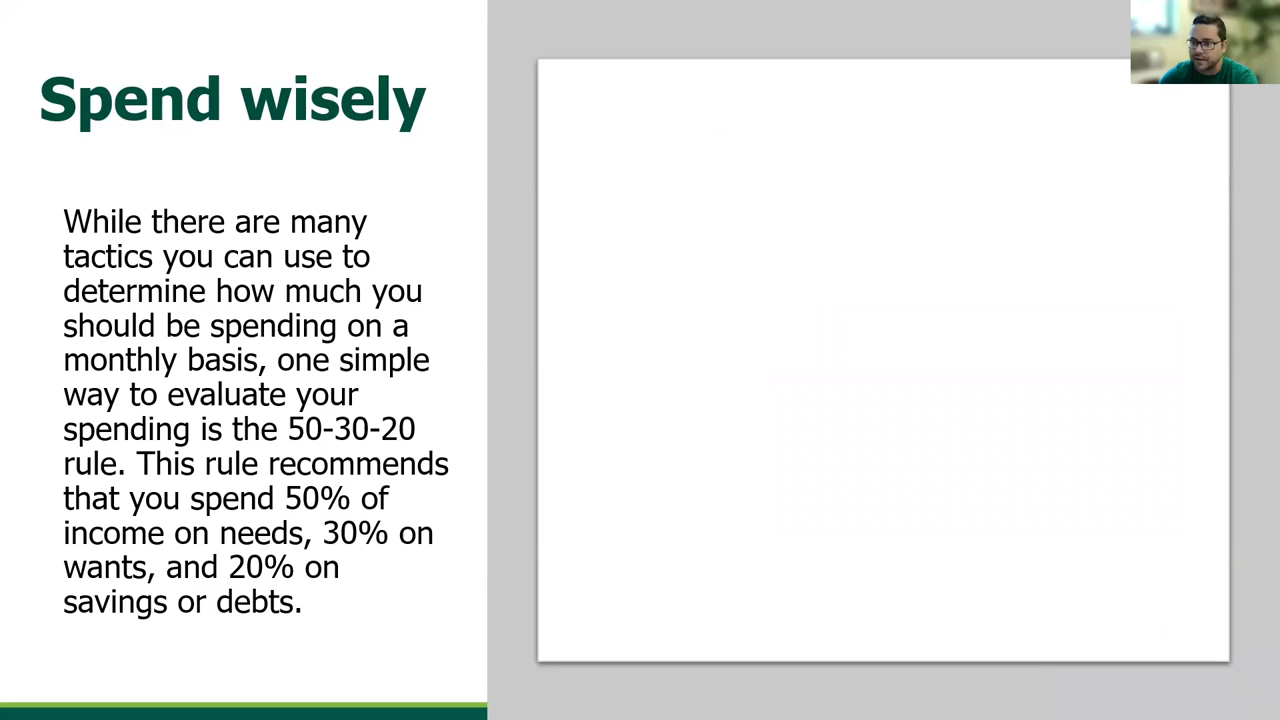 Spend wisely
While there are many
tactics you can use to
determine how much you
should be spending on a
monthly basis, one simple
way to evaluate your
spending is the 50-30-20
rule. This rule recommends
that you spend 50% of
income on needs, 30% on
wants, and 20% on
savings or debts.